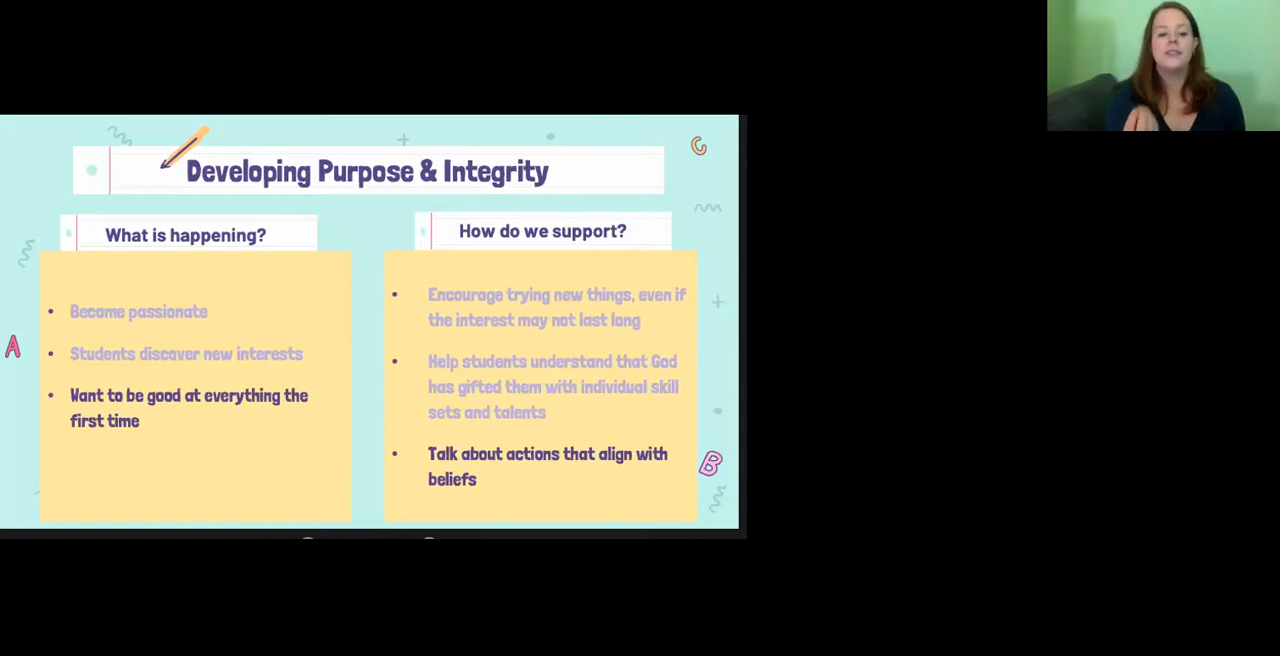 Developing Purpose & Integrity
What is happening?
• Become passionate
• Students discover new interests
• Want to be good at everything the
first time
How do we support?
• Encourage trying new things, even if
the interest may not last long
• Help students understand that God
has gifted them with individual skill
sets and talents
• Talk about actions that align with
beliefs
C
A
B